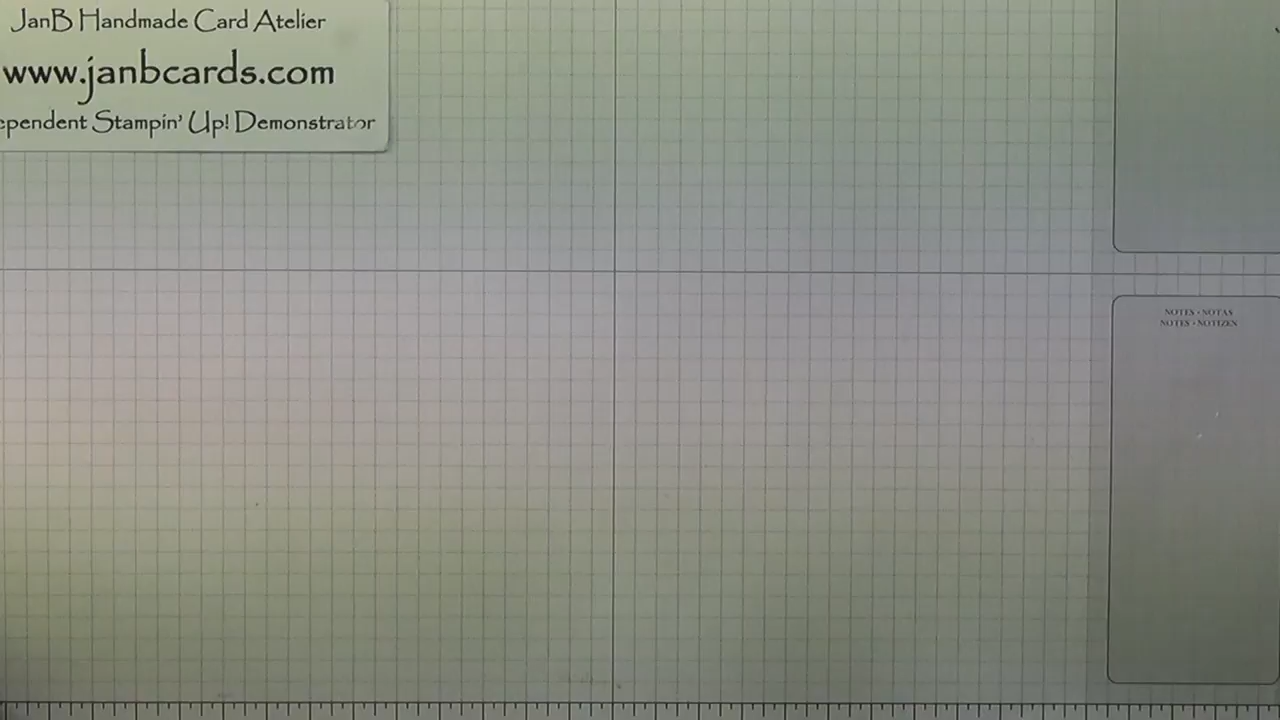 JanB Handmade Card Atelier
www.janbcards.com
ependent Stampin' Up! Demonstrator
NOTES • NOTAS
NOTES • NOTIZEN